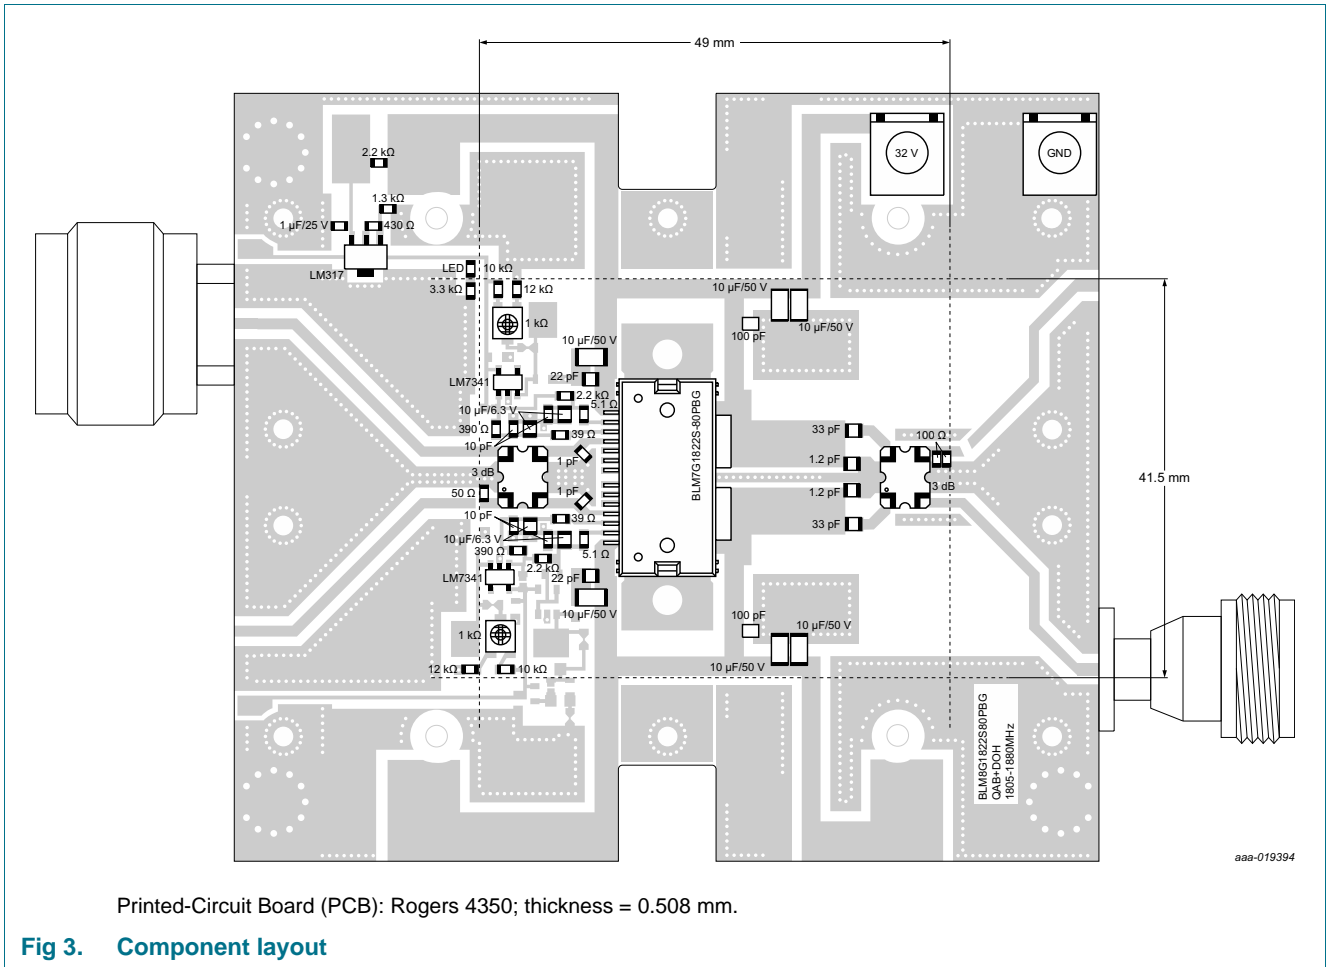 49 mm
32 V
GND
2.2 kΩ
1.3 kΩ
1 μF/25 V
430 Ω
LM317
LED
10 kΩ
3.3 kΩ
12 kΩ
10 μF/50 V
1 kΩ
100 pF
10 μF/50 V
10 μF/50 V
LM7341
22 pF
2.2 kΩ
10 μF/6.3 V
5.1 Ω
390 Ω
39 Ω
10 pF
1 pF
3 dB
BLM7G1822S-80PBG
33 pF
100 Ω
1.2 pF
41.5 mm
50 Ω
1 pF
1.2 pF
3 dB
10 pF
39 Ω
33 pF
10 μF/6.3 V
390 Ω
5.1 Ω
2.2 kΩ
LM7341
22 pF
10 μF/50 V
100 pF
10 μF/50 V
1 kΩ
12 kΩ
10 kΩ
10 μF/50 V
BLM8G1822S80PBG
QAB+DOH
1805-1880MHz
aaa-019394
Printed-Circuit Board (PCB): Rogers 4350; thickness = 0.508 mm.
Fig 3. Component layout